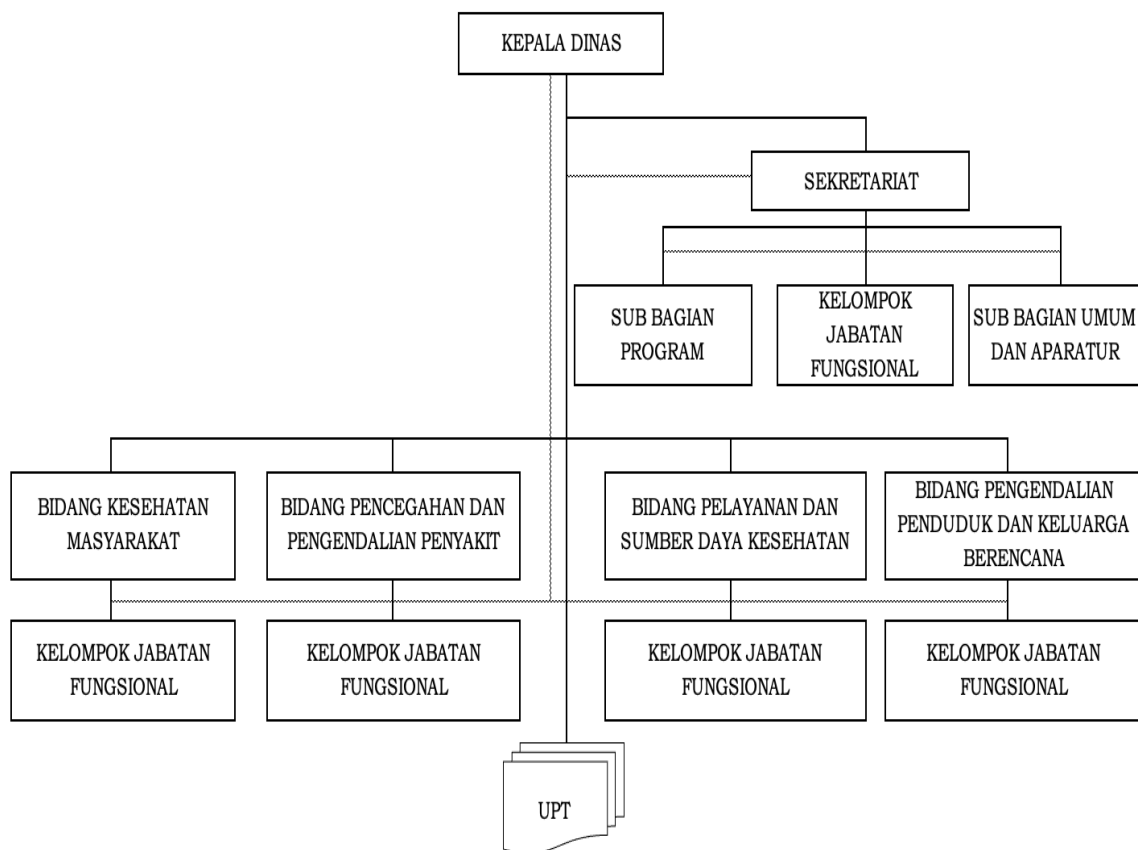 KEPALA DINAS
SEKRETARIAT
SUB BAGIAN
PROGRAM
KELOMPOK
JABATAN
FUNGSIONAL
SUB BAGIAN UMUM
DAN APARATUR
BIDANG KESEHATAN
MASYARAKAT
BIDANG PENCEGAHAN DAN
PENGENDALIAN PENYAKIT
BIDANG PELAYANAN DAN
SUMBER DAYA KESEHATAN
BIDANG PENGENDALIAN
PENDUDUK DAN KELUARGA
BERENCANA
KELOMPOK JABATAN
FUNGSIONAL
KELOMPOK JABATAN
FUNGSIONAL
KELOMPOK JABATAN
FUNGSIONAL
KELOMPOK JABATAN
FUNGSIONAL
UPT